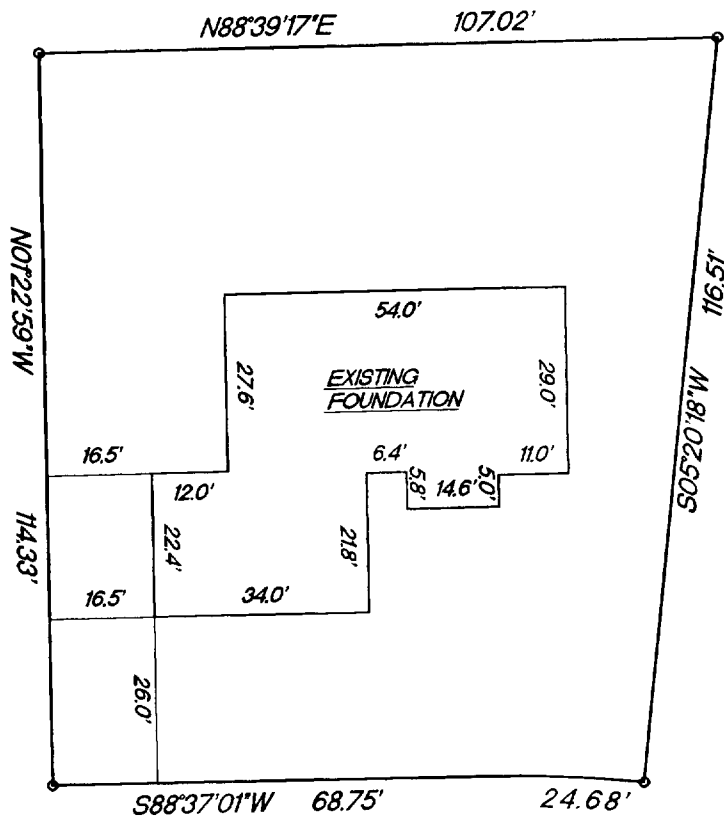 N88°39'17"E 107.02'
N01°22'59"W
114.33'
116.51'
S05°20'18"W
54.0'
27.6'
EXISTING
FOUNDATION
29.0'
16.5'
12.0'
6.4'
5.8'
14.6'
5.0'
11.0'
22.4'
21.8'
16.5'
34.0'
26.0'
S88°37'01"W 68.75' 24.68'